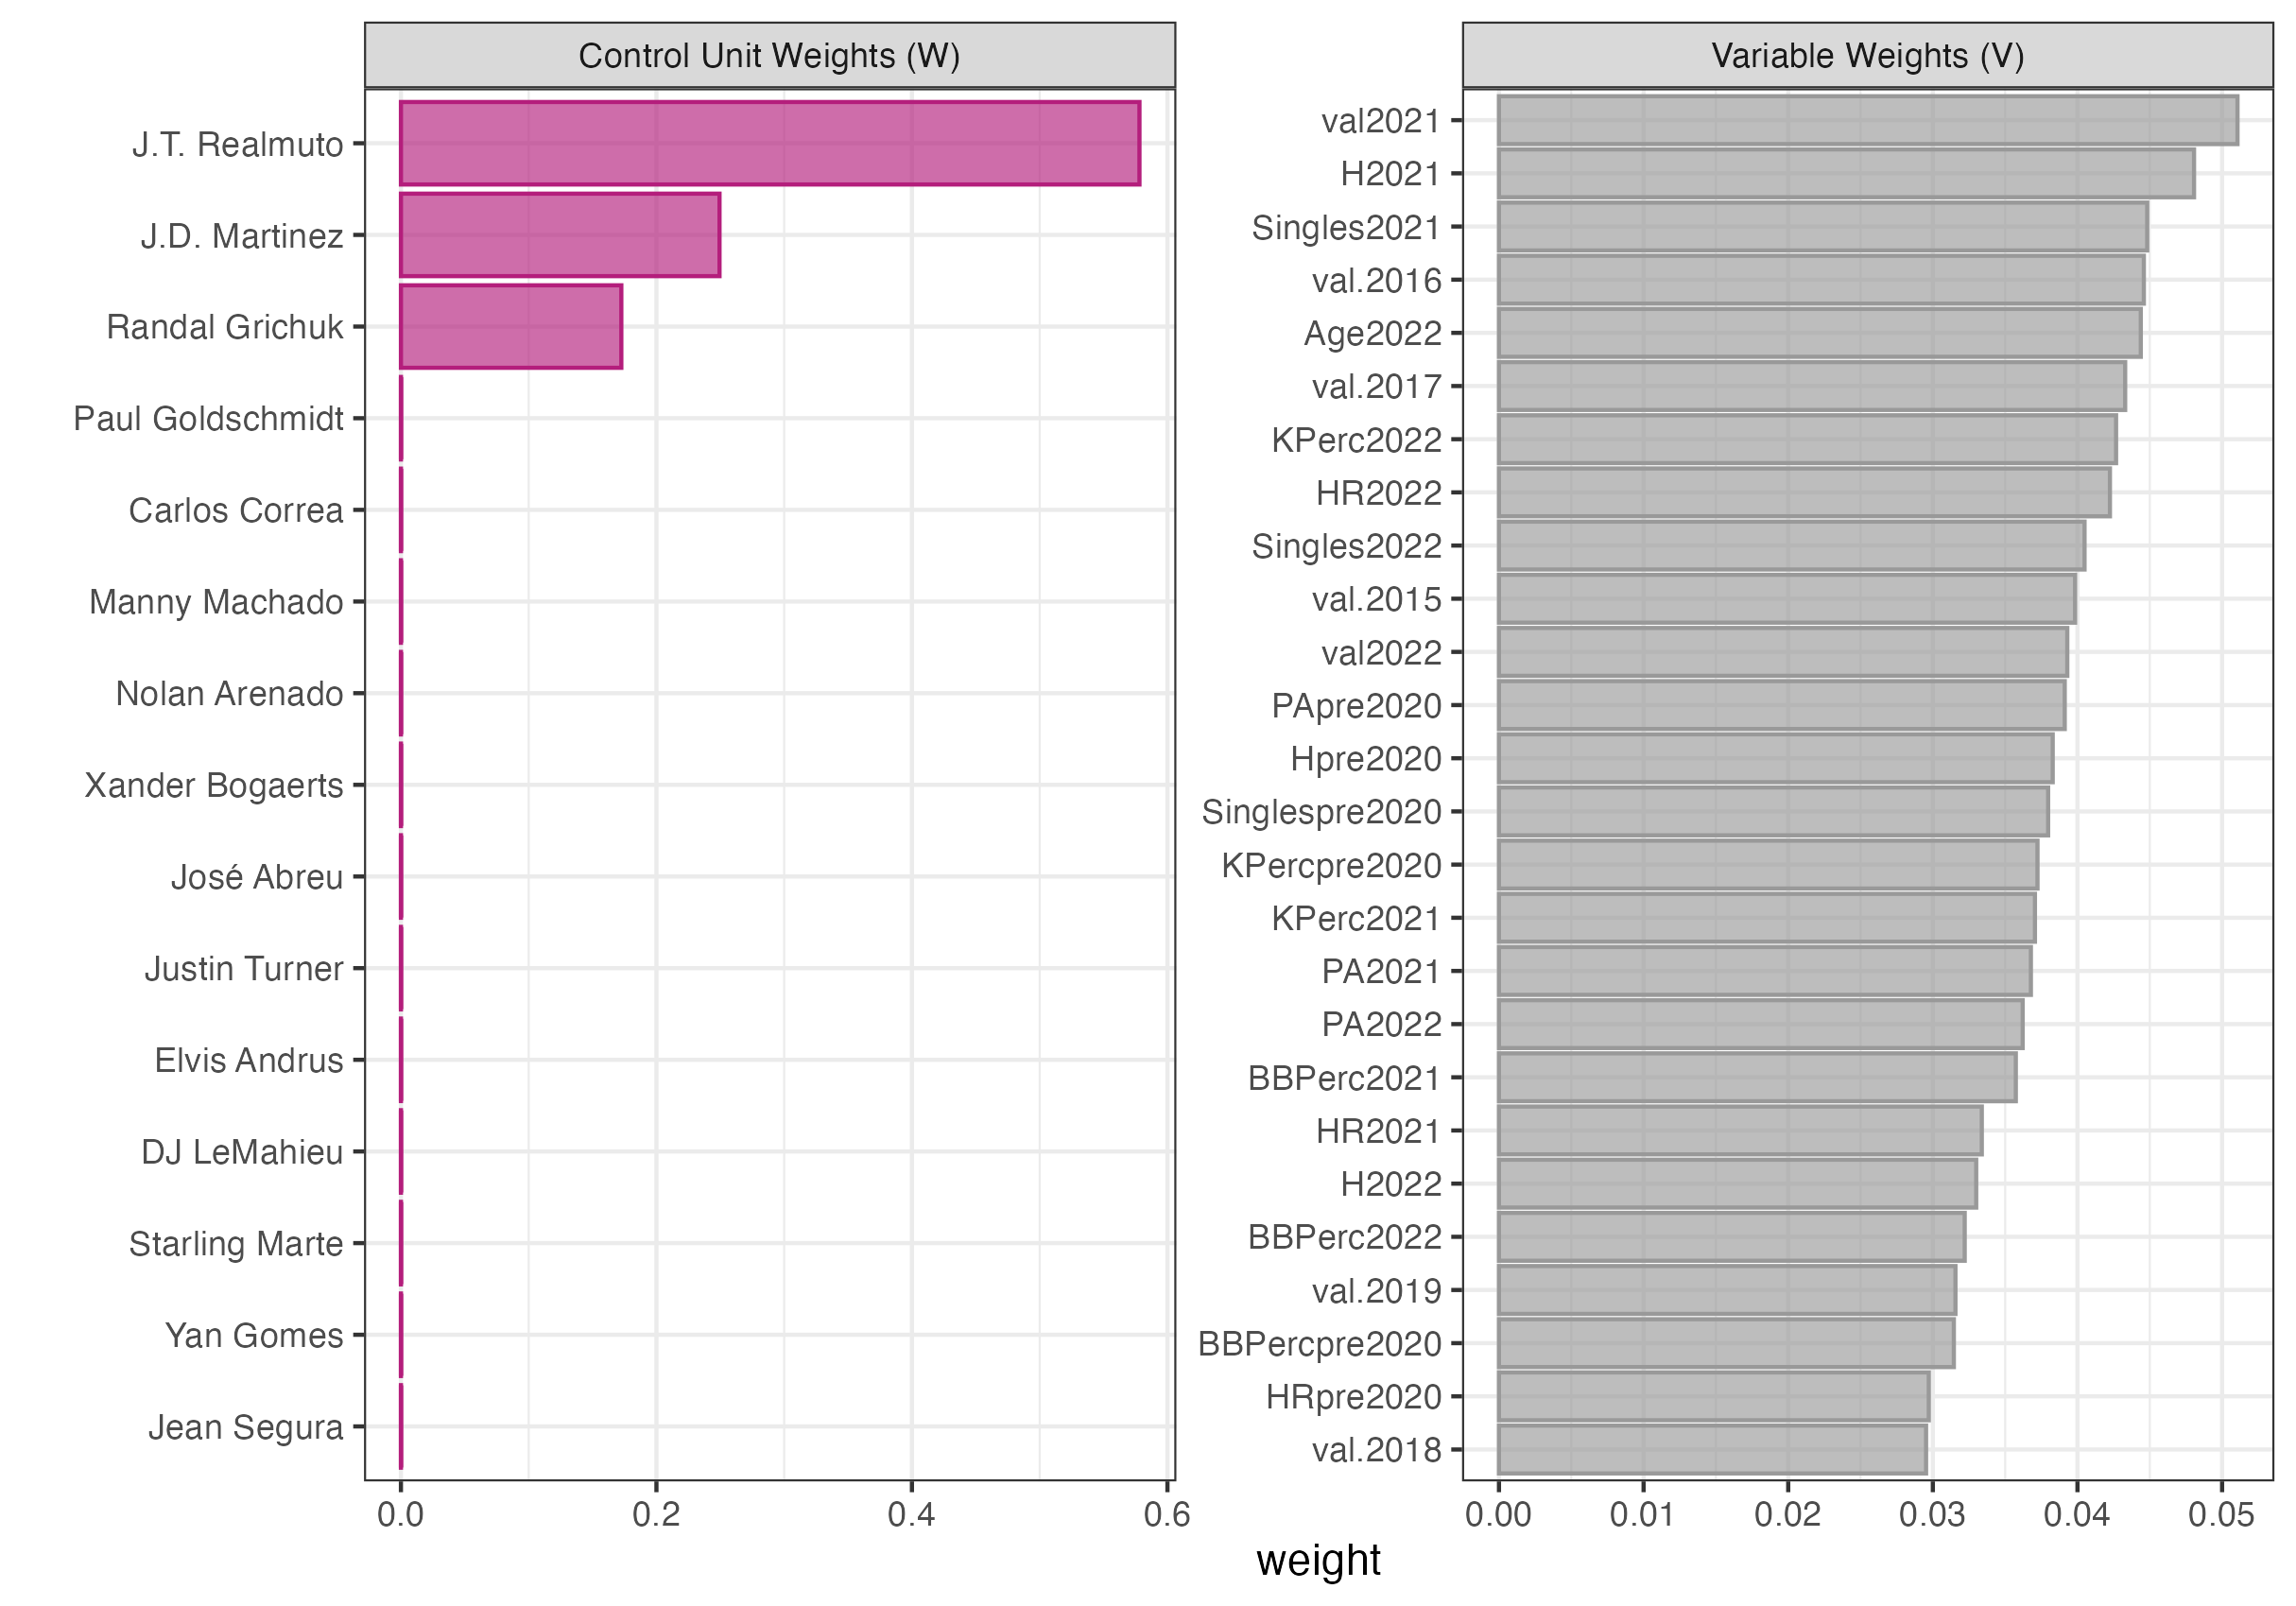 Control Unit Weights (W)
J.T. Realmuto
J.D. Martinez
Randal Grichuk
Paul Goldschmidt
Carlos Correa
Manny Machado
Nolan Arenado
Xander Bogaerts
José Abreu
Justin Turner
Elvis Andrus
DJ LeMahieu
Starling Marte
Yan Gomes
Jean Segura
0.0 0.2 0.4 0.6
Variable Weights (V)
val2021
H2021
Singles2021
val.2016
Age2022
val.2017
KPerc2022
HR2022
Singles2022
val.2015
val2022
PApre2020
Hpre2020
Singlespre2020
KPercpre2020
KPerc2021
PA2021
PA2022
BBPerc2021
HR2021
H2022
BBPerc2022
val.2019
BBPercpre2020
HRpre2020
val.2018
0.00 0.01 0.02 0.03 0.04 0.05
weight